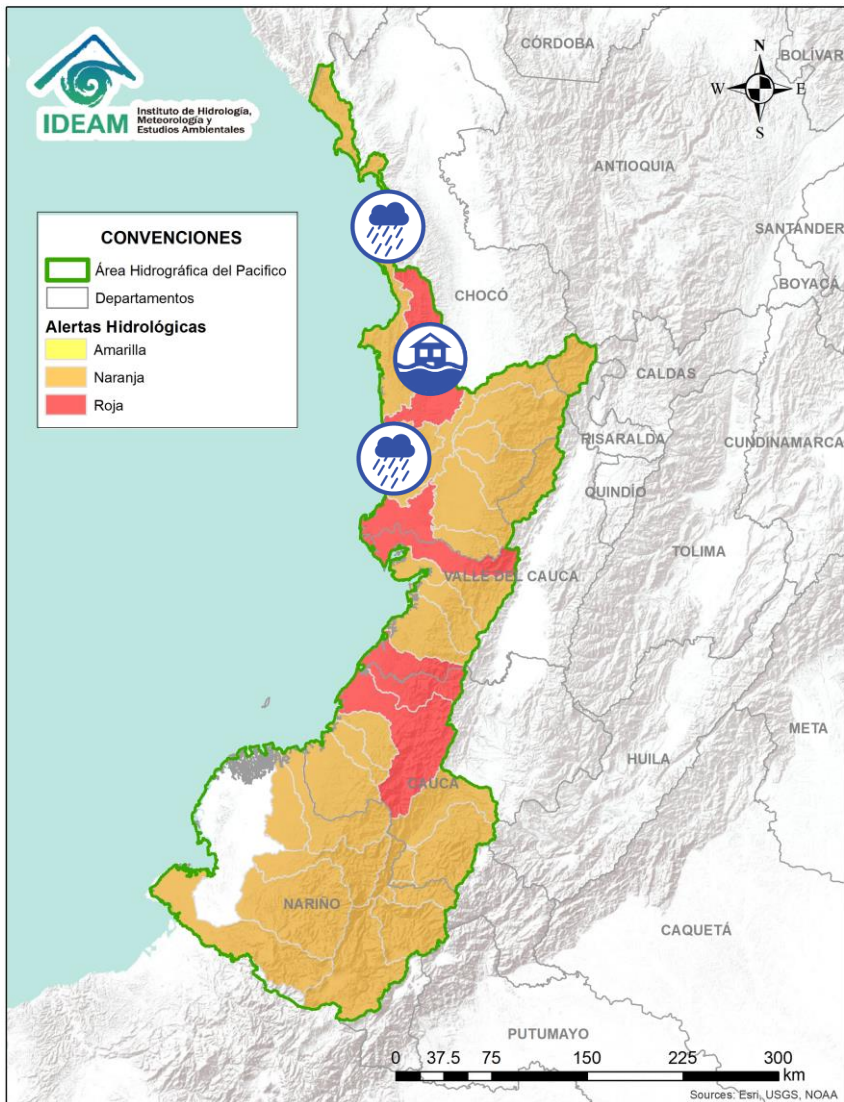 CÓRDOBA
BOLÍVAR
N
W E
S
IDEAM
Instituto de Hidrología,
Meteorología y
Estudios Ambientales
ANTIOQUIA
SANTANDER
CONVENCIONES
Área Hidrográfica del Pacifico
Departamentos
Alertas Hidrológicas
Amarilla
Naranja
Roja
BOYACÁ
CHOCÓ
CALDAS
RISARALDA
CUNDINAMARCA
QUINDÍO
TOLIMA
VALLE DEL CAUCA
META
HUILA
CAUCA
NARIÑO
CAQUETÁ
PUTUMAYO
0 37.5 75 150 225 300
km
Sources: Esri, USGS, NOAA